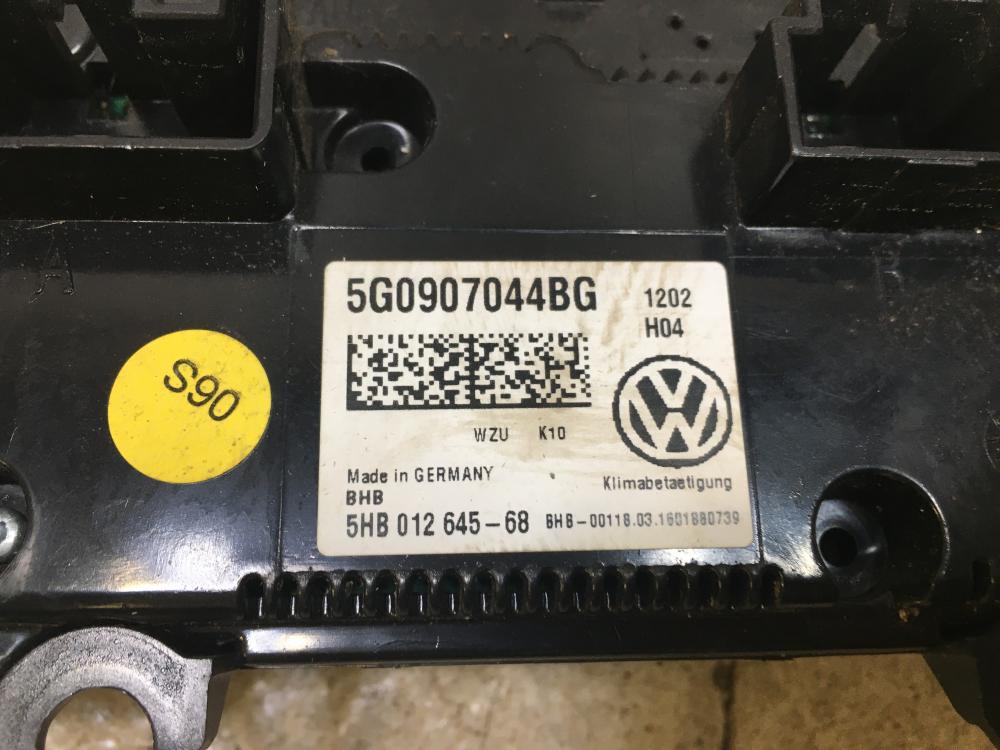 5G0907044BG
1202
H04
WZU K10
Made in GERMANY
BHB
Klimabetaetigung
5HB 012 645-68 BHB-00118.03.1601880739
S90
A